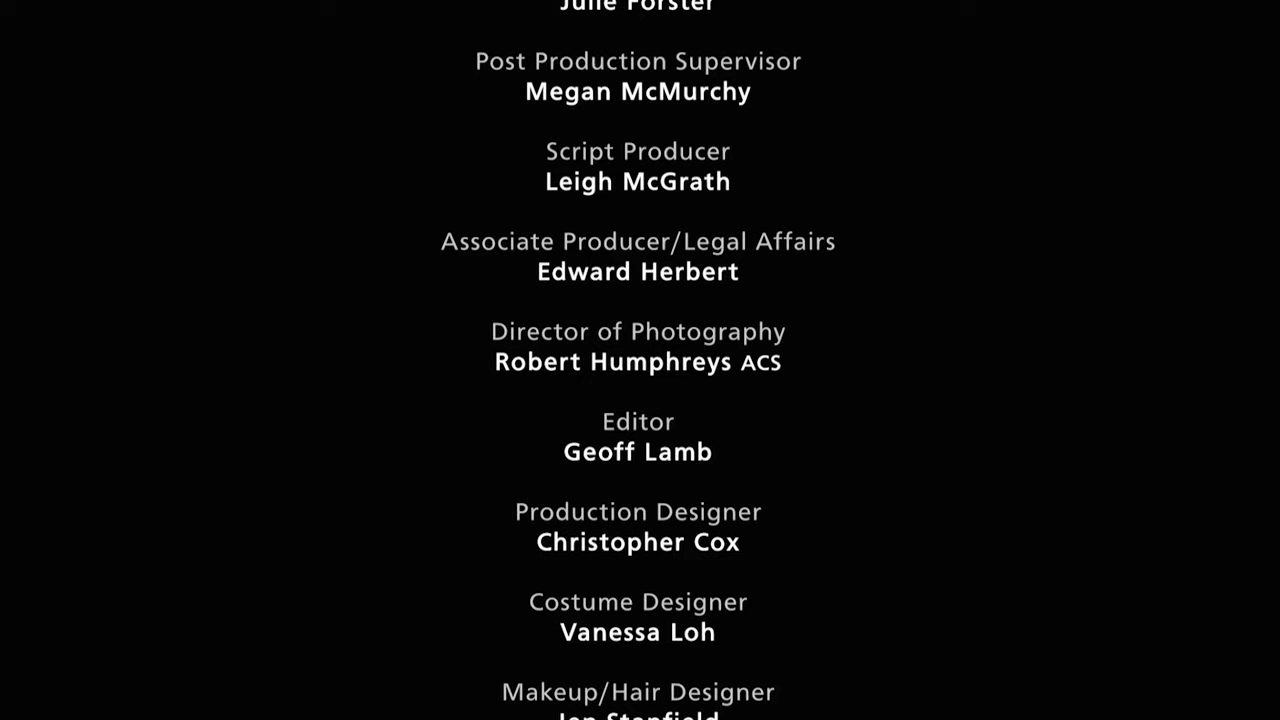 Julie Forster
Post Production Supervisor
Megan McMurchy
Script Producer
Leigh McGrath
Associate Producer/Legal Affairs
Edward Herbert
Director of Photography
Robert Humphreys ACS
Editor
Geoff Lamb
Production Designer
Christopher Cox
Costume Designer
Vanessa Loh
Makeup/Hair Designer
Jen Stanfield